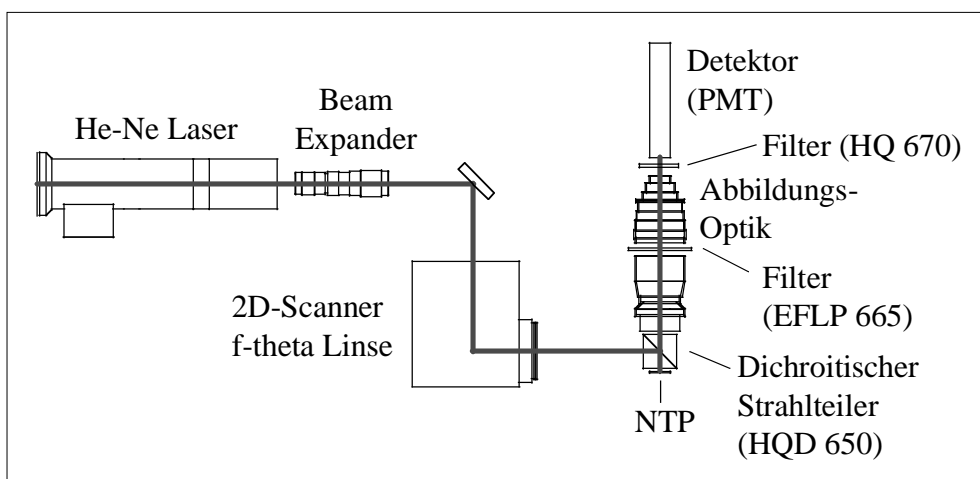 He-Ne Laser
Beam
Expander
2D-Scanner
f-theta Linse
Detektor
(PMT)
Filter (HQ 670)
Abbildungs-
Optik
Filter
(EFLP 665)
Dichroitischer
Strahlteiler
(HQD 650)
NTP